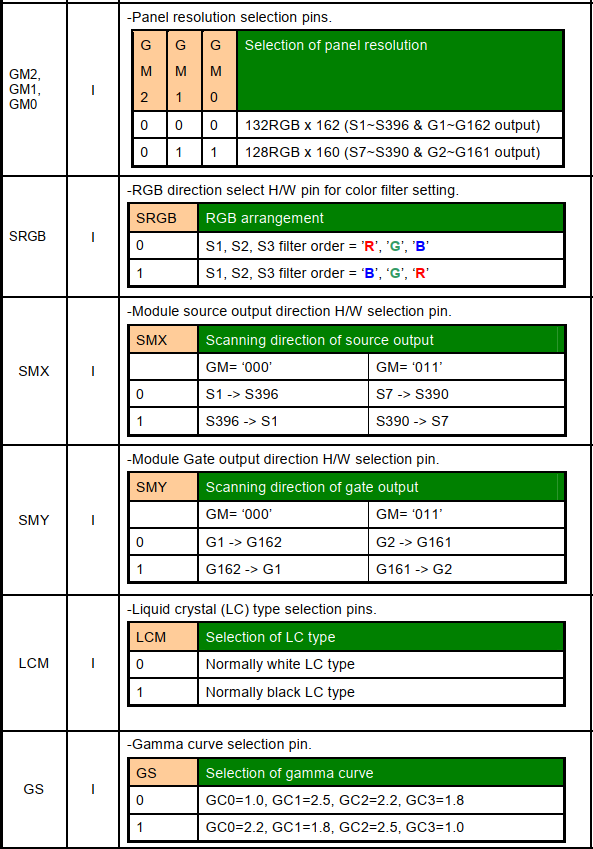 -Panel resolution selection pins.
GM2,
GM1,
GM0
I
G M 2
G M 1
G M 0
Selection of panel resolution
0 0 0 132RGB x 162 (S1~S396 & G1~G162 output)
0 1 1 128RGB x 160 (S7~S390 & G2~G161 output)
SRGB
I
-RGB direction select H/W pin for color filter setting.
SRGB RGB arrangement
0 S1, S2, S3 filter order = ’R’, ’G’, ’B’
1 S1, S2, S3 filter order = ‘B’, ‘G’, ‘R’
SMX
I
-Module source output direction H/W selection pin.
SMX Scanning direction of source output
GM= ‘000’ GM= ‘011’
0 S1 -> S396 S7 -> S390
1 S396 -> S1 S390 -> S7
SMY
I
-Module Gate output direction H/W selection pin.
SMY Scanning direction of gate output
GM= ‘000’ GM= ‘011’
0 G1 -> G162 G2 -> G161
1 G162 -> G1 G161 -> G2
LCM
I
-Liquid crystal (LC) type selection pins.
LCM Selection of LC type
0 Normally white LC type
1 Normally black LC type
GS
I
-Gamma curve selection pin.
GS Selection of gamma curve
0 GC0=1.0, GC1=2.5, GC2=2.2, GC3=1.8
1 GC0=2.2, GC1=1.8, GC2=2.5, GC3=1.0